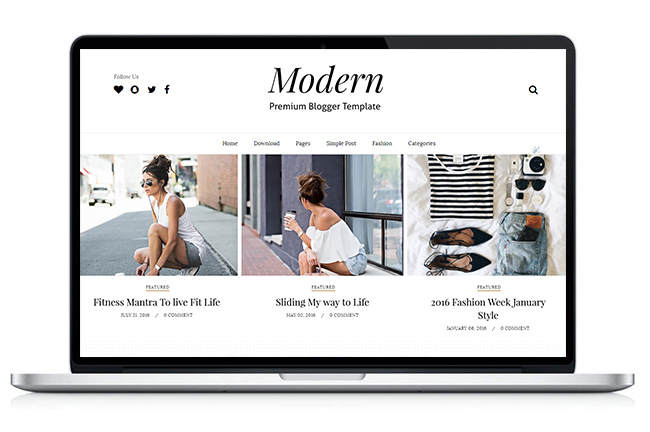 Follow Us
Modern
Premium Blogger Template
Home Download Pages Simple Post Fashion Categories
FEATURED
Fitness Mantra To live Fit Life
JULY 21, 2016 / 0 COMMENT
FEATURED
Sliding My way to Life
MAY 02, 2016 / 0 COMMENT
FEATURED
2016 Fashion Week January
Style
JANUARY 08, 2016 / 0 COMMENT